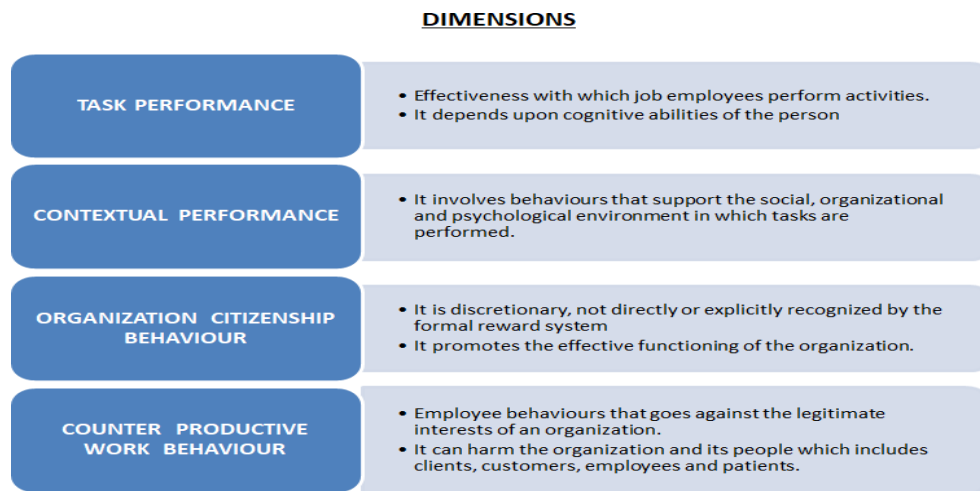 DIMENSIONS
TASK PERFORMANCE
• Effectiveness with which job employees perform activities.
• It depends upon cognitive abilities of the person
CONTEXTUAL PERFORMANCE
• It involves behaviours that support the social, organizational
and psychological environment in which tasks are
performed.
ORGANIZATION CITIZENSHIP
BEHAVIOUR
• It is discretionary, not directly or explicitly recognized by the
formal reward system
• It promotes the effective functioning of the organization.
COUNTER PRODUCTIVE
WORK BEHAVIOUR
• Employee behaviours that goes against the legitimate
interests of an organization.
• It can harm the organization and its people which includes
clients, customers, employees and patients.